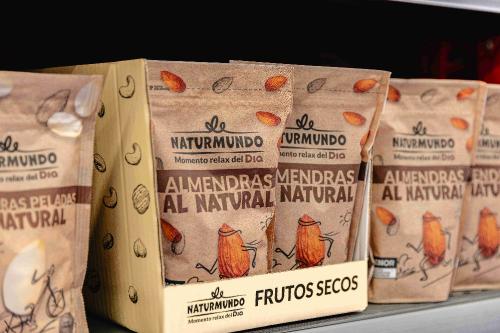 NATURMUNDO
Momento relax del Dia
RAS PELADAS
NATURAL
NATURMUNDO
Momento relax del Dia
ALMENDRAS
AL NATURAL
NATURMUNDO
Momento relax del Dia
MENDRAS
NATURAL
NATURMUNDO
Momento relax del Dia
ALMENDRAS
AL NATURAL
NATURMUNDO
Momento relax del Dia
FRUTOS SECOS